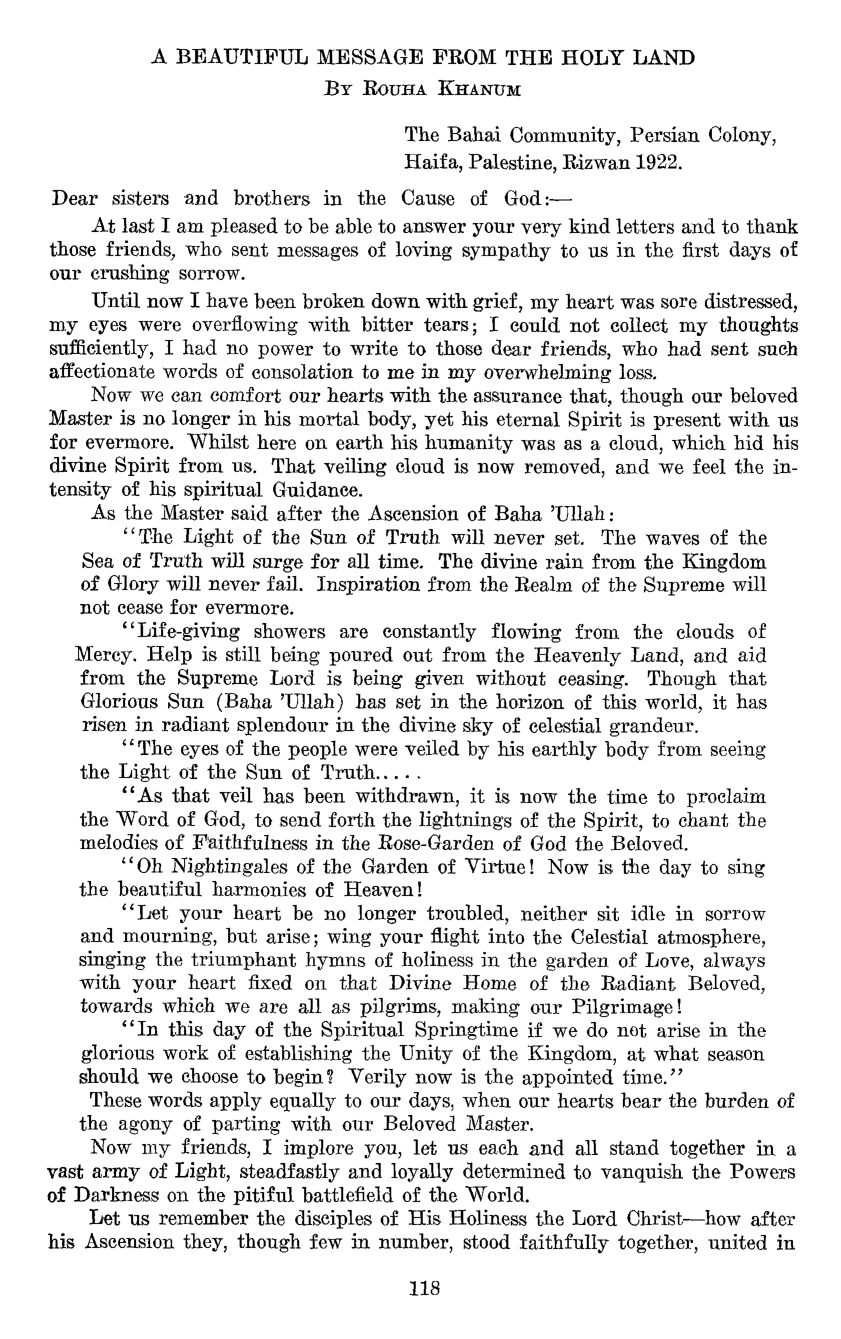 A BEAUTIFUL MESSAGE FROM THE HOLY LAND
By Rouha Khanum
The Bahai Community, Persian Colony,
Haifa, Palestine, Rizwan 1922.
Dear sisters and brothers in the Cause of God:—
At last I am pleased to be able to answer your very kind letters and to thank
those friends, who sent messages of loving sympathy to us in the first days of
our crushing sorrow.
Until now I have been broken down with grief, my heart was sore distressed,
my eyes were overflowing with bitter tears; I could not collect my thoughts
sufficiently, I had no power to write to those dear friends, who had sent such
affectionate words of consolation to me in my overwhelming loss.
Now we can comfort our hearts with the assurance that, though our beloved
Master is no longer in his mortal body, yet his eternal Spirit is present with us
for evermore. Whilst here on earth his humanity was as a cloud, which hid his
divine Spirit from us. That veiling cloud is now removed, and we feel the in-
tensity of his spiritual Guidance.
As the Master said after the Ascension of Baha 'Ullah:
"The Light of the Sun of Truth will never set. The waves of the
Sea of Truth will surge for all time. The divine rain from the Kingdom
of Glory will never fail. Inspiration from the Realm of the Supreme will
not cease for evermore.
"Life-giving showers are constantly flowing from the clouds of
Mercy. Help is still being poured out from the Heavenly Land, and aid
from the Supreme Lord is being given without ceasing. Though that
Glorious Sun (Baha 'Ullah) has set in the horizon of this world, it has
risen in radiant splendour in the divine sky of celestial grandeur.
"The eyes of the people were veiled by his earthly body from seeing
the Light of the Sun of Truth.....
"As that veil has been withdrawn, it is now the time to proclaim
the Word of God, to send forth the lightnings of the Spirit, to chant the
melodies of Faithfulness in the Rose-Garden of God the Beloved.
"Oh Nightingales of the Garden of Virtue! Now is the day to sing
the beautiful harmonies of Heaven!
"Let your heart be no longer troubled, neither sit idle in sorrow
and mourning, but arise; wing your flight into the Celestial atmosphere,
singing the triumphant hymns of holiness in the garden of Love, always
with your heart fixed on that Divine Home of the Radiant Beloved,
towards which we are all as pilgrims, making our Pilgrimage!
"In this day of the Spiritual Springtime if we do not arise in the
glorious work of establishing the Unity of the Kingdom, at what season
should we choose to begin? Verily now is the appointed time."
These words apply equally to our days, when our hearts bear the burden of
the agony of parting with our Beloved Master.
Now my friends, I implore you, let us each and all stand together in a
vast army of Light, steadfastly and loyally determined to vanquish the Powers
of Darkness on the pitiful battlefield of the World.
Let us remember the disciples of His Holiness the Lord Christ—how after
his Ascension they, though few in number, stood faithfully together, united in
118